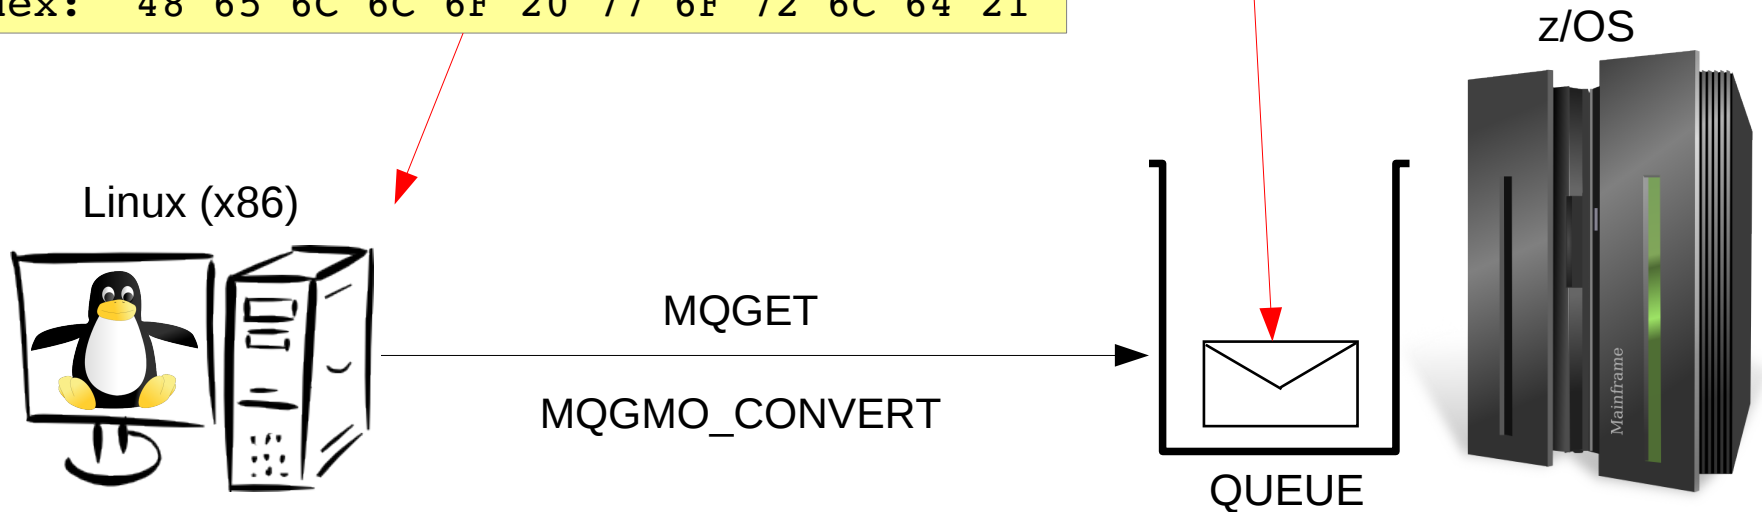 hex: 48 65 6C 6C 6F 20 77 6F 72 6C 64 21
z/OS
Linux (x86)
MQGET
MQGMO_CONVERT
Mainframe
QUEUE